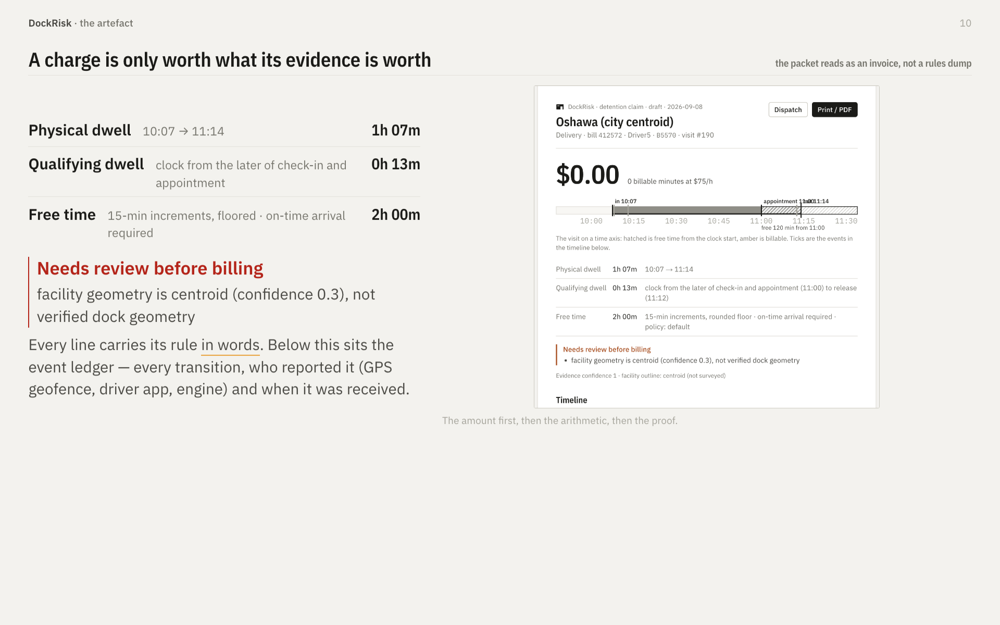 DockRisk · the artefact
10
A charge is only worth what its evidence is worth
the packet reads as an invoice, not a rules dump
Physical dwell 10:07 → 11:14 1h 07m
Qualifying dwell clock from the later of check-in and 0h 13m
appointment
Free time 15-min increments, floored · on-time arrival 2h 00m
required
Needs review before billing
facility geometry is centroid (confidence 0.3), not
verified dock geometry
Every line carries its rule in words. Below this sits the
event ledger — every transition, who reported it (GPS
geofence, driver app, engine) and when it was received.
DockRisk · detention claim · draft · 2026-09-08
Dispatch
Print / PDF
Oshawa (city centroid)
Delivery · bill 412572 · Driver5 · B5570 · visit #190
$0.00 0 billable minutes at $75/h
in 10:07 appointment 11:00 out 11:14
10:00 10:15 10:30 10:45 11:00 11:15 11:30
free 120 min from 11:00
The visit on a time axis: hatched is free time from the clock start, amber is billable. Ticks are the events in
the timeline below.
Physical dwell 1h 07m 10:07 → 11:14
Qualifying dwell 0h 13m clock from the later of check-in and appointment (11:00) to release
(11:12)
Free time 2h 00m 15-min increments, rounded floor · on-time arrival required ·
policy: default
Needs review before billing
• facility geometry is centroid (confidence 0.3), not verified dock geometry
Evidence confidence 1 · facility outline: centroid (not surveyed)
Timeline
The amount first, then the arithmetic, then the proof.